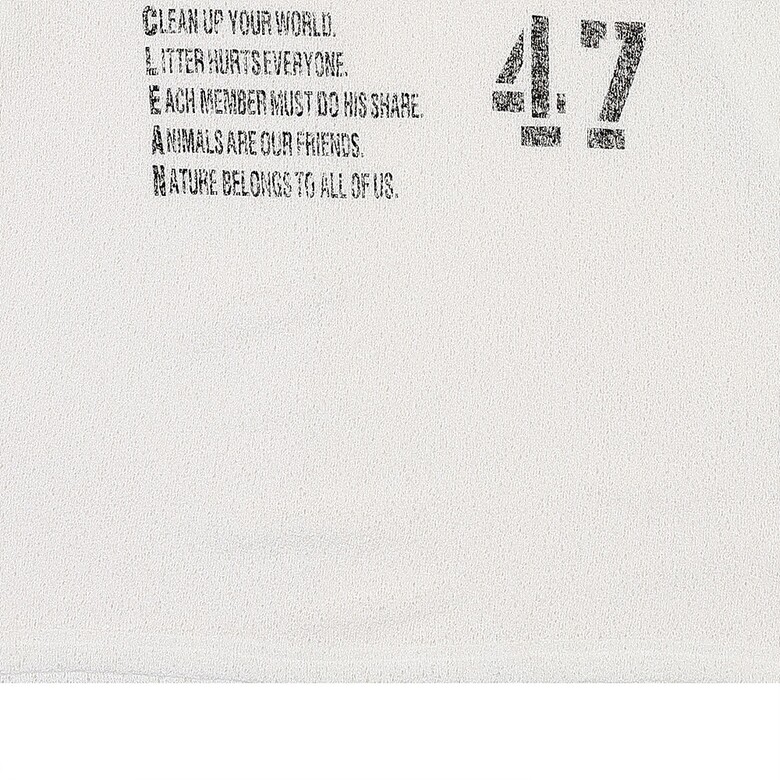 CLEAN UP YOUR WORLD.
LITTER HURTS EVERYONE.
EACH MEMBER MUST DO HIS SHARE.
ANIMALS ARE OUR FRIENDS.
NATURE BELONGS TO ALL OF US.
47